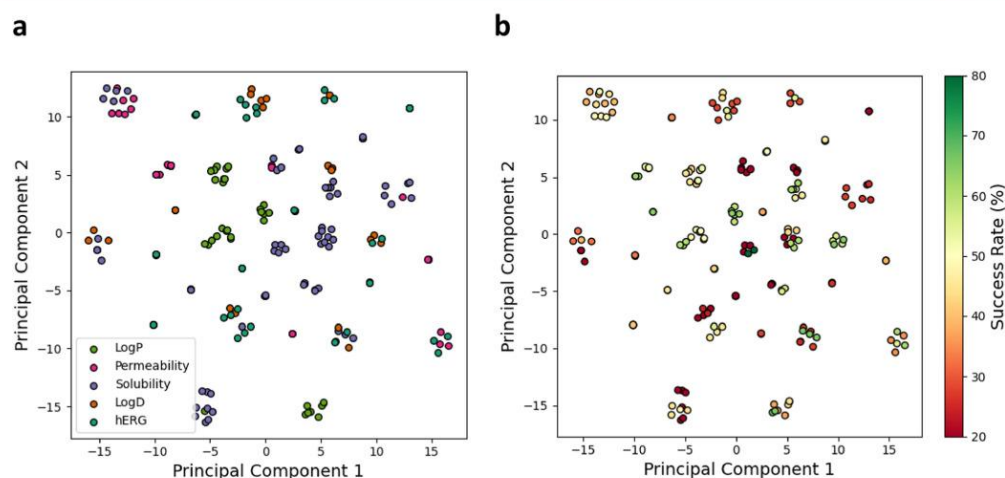 a
b
Principal Component 2
10
5
0
−5
−10
−15
LogP
Permeability
Solubility
LogD
hERG
−15 −10 −5 0 5 10 15
Principal Component 1
Principal Component 2
10
5
0
−5
−10
−15
−15 −10 −5 0 5 10 15
Principal Component 1
80
70
60
50
40
30
20
Success Rate (%)